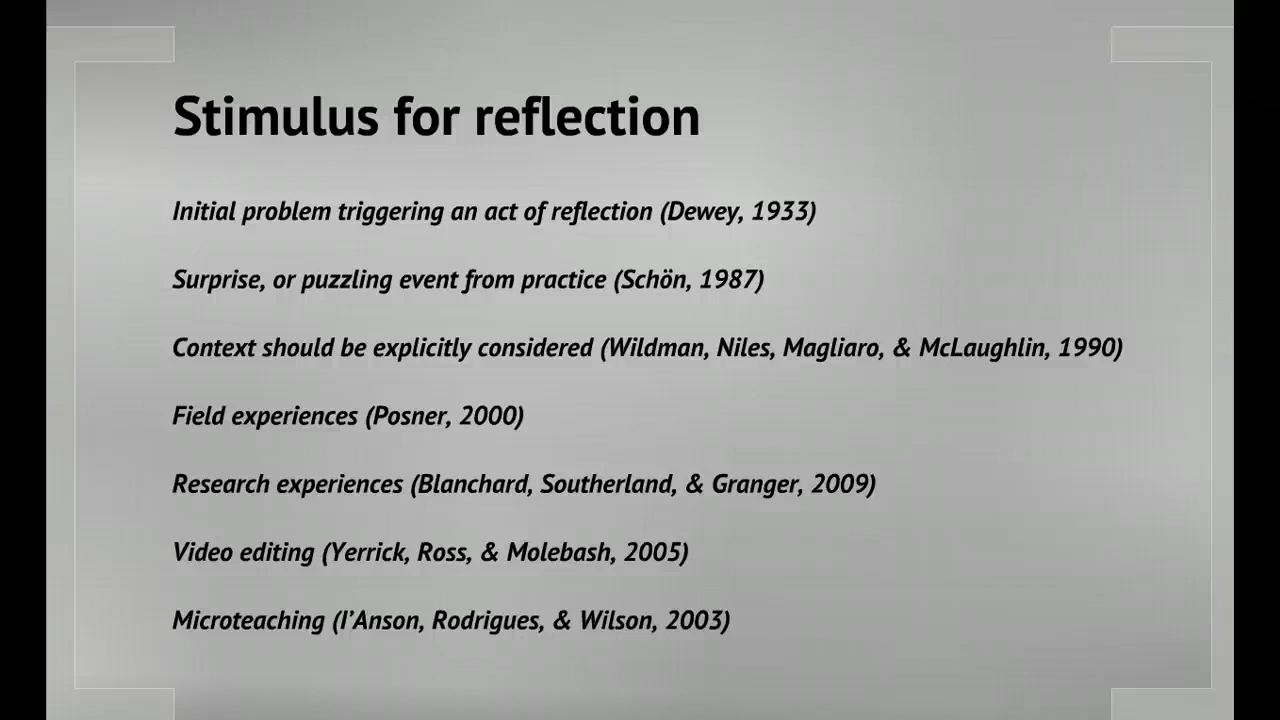 Stimulus for reflection
Initial problem triggering an act of reflection (Dewey, 1933)
Surprise, or puzzling event from practice (Schön, 1987)
Context should be explicitly considered (Wildman, Niles, Magliaro, & McLaughlin, 1990)
Field experiences (Posner, 2000)
Research experiences (Blanchard, Southerland, & Granger, 2009)
Video editing (Yerrick, Ross, & Molebash, 2005)
Microteaching (I’Anson, Rodrigues, & Wilson, 2003)